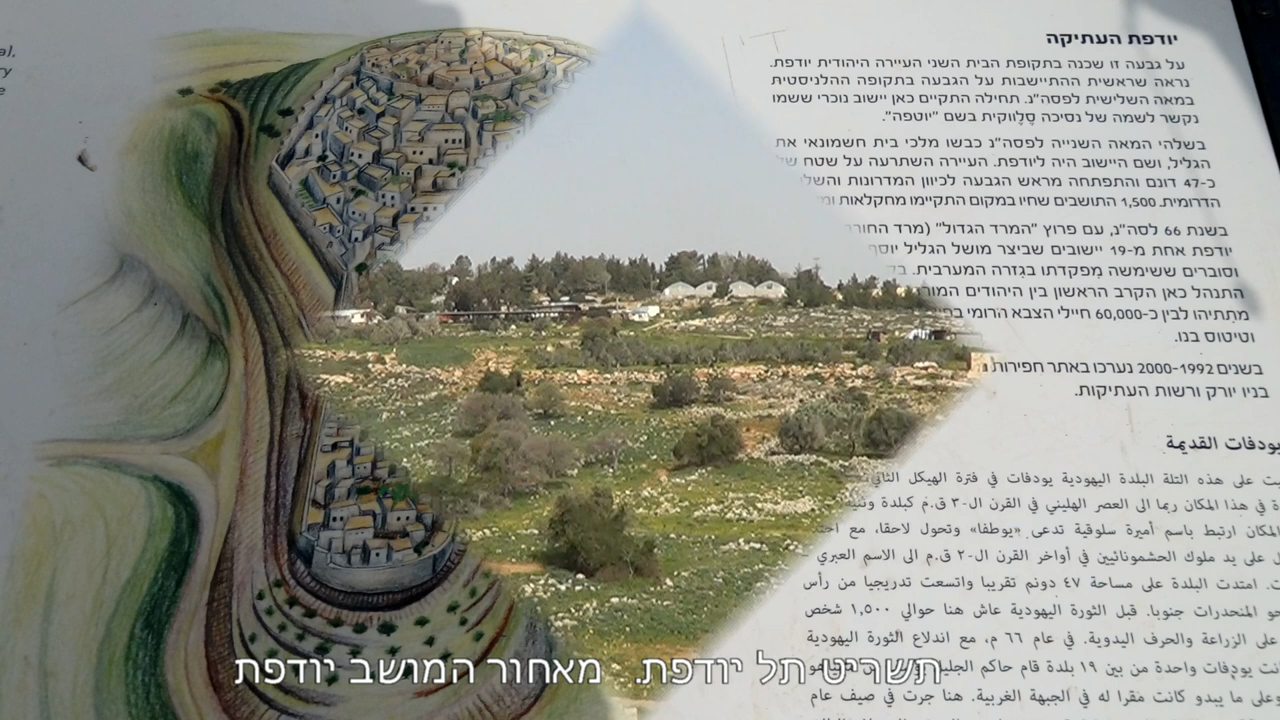 al,
ry
e
יודפת העתיקה
על גבעה זו שכנה בתקופת הבית השני העיירה היהודית יודפת.
נראה שראשית ההתיישבות על הגבעה בתקופה ההלניסטית
במאה השלישית לפסה"נ. תחילה התקיים כאן יישוב נוכרי ששמו
נקשר לשמה של נסיכה סֶלֶווקית בשם "יוטפה".
בשלהי המאה השנייה לפסה"נ כבשו מלכי בית חשמונאי את
הגליל, ושם היישוב היה ליודפת. העיירה השתרעה על שטח של
כ-47 דונם והתפתחה מראש הגבעה לכיוון המדרונות
הדרומית. 1,500 התושבים שחיו במקום התקיימו מחקלאות
בשנת 66 לסה"נ, עם פרוץ "המרד הגדול" (מרד
יודפת אחת מ-19 יישובים שביצר מושל הגליל יוסף
וסוברים ששימשה מִפקדתו בגִזרה המערבית.
התנהל כאן הקרב הראשון בין היהודים
מתִתיהו לבין כ-60,000 חיילי הצבא הרומי
וטיטוס בנו.
בשנים 2000-1992 נערכו באתר חפירות
בניו יורק ורשות העתיקות.
يودفات القديمة
على هذه التلة البلدة اليهودية يودفات في فترة الهيكل
في هذا المكان ربما الى العصر الهليني في القرن ال-٣ ق.م كبلدة
المكان ارتبط باسم أميرة سلوقية تدعى «يوطفا» وتحول لاحقا، مع
على يد ملوك الحشمونائيين في أواخر القرن ال-٢ ق.م الى الاسم العبري
امتدت البلدة على مساحة ٤٧ دونم تقريبا واتسعت تدريجيا من رأس
المنحدرات جنوبا. قبل الثورة اليهودية عاش هنا حوالي ١,٥٠٠ شخص
على الزراعة والحرف اليدوية. في عام ٦٦ م، مع اندلاع الثورة اليهودية
يودفات واحدة من بين ١٩ بلدة قام حاكم الجليل
على ما يبدو كانت مقرا له في الجبهة الغربية. هنا جرت في صيف عام
תשריט תל יודפת. מאחור המושב יודפת